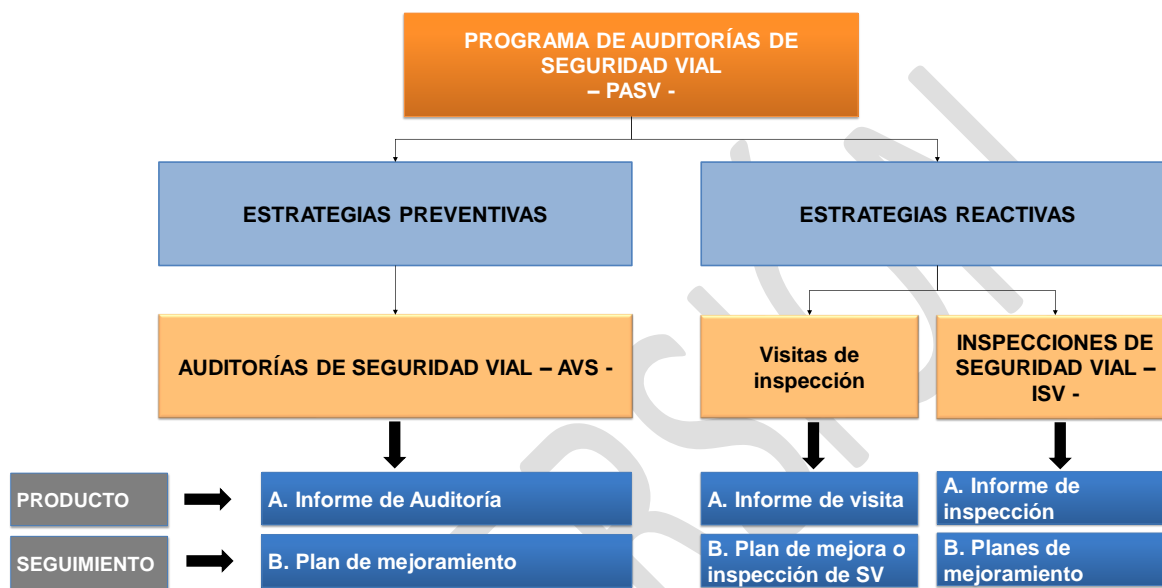 PROGRAMA DE AUDITORÍAS DE
SEGURIDAD VIAL
– PASV -
ESTRATEGIAS PREVENTIVAS
ESTRATEGIAS REACTIVAS
AUDITORÍAS DE SEGURIDAD VIAL – AVS -
Visitas de
inspección
INSPECCIONES DE
SEGURIDAD VIAL –
ISV -
PRODUCTO
A. Informe de Auditoría
A. Informe de visita
A. Informe de
inspección
SEGUIMIENTO
B. Plan de mejoramiento
B. Plan de mejora o
inspección de SV
B. Planes de
mejoramiento